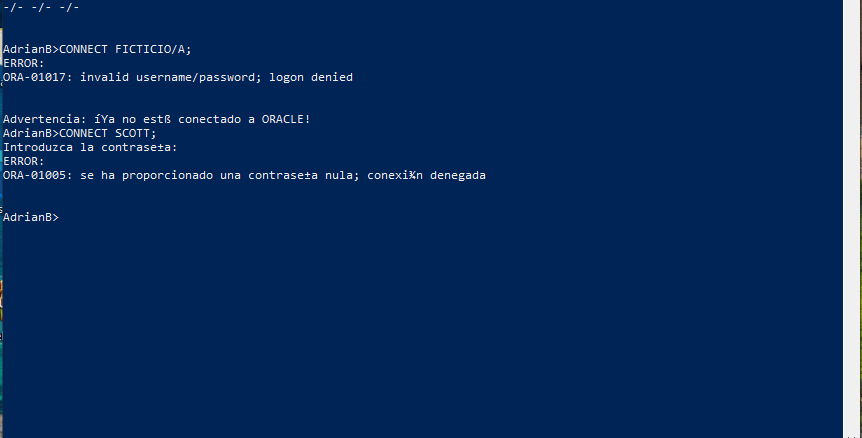 -/- -/- -/-
AdrianB>CONNECT FICTICIO/A;
ERROR:
ORA-01017: invalid username/password; logon denied
Advertencia: íYa no estß conectado a ORACLE!
AdrianB>CONNECT SCOTT;
Introduzca la contrase±a:
ERROR:
ORA-01005: se ha proporcionado una contrase±a nula; conexi¾n denegada
AdrianB>